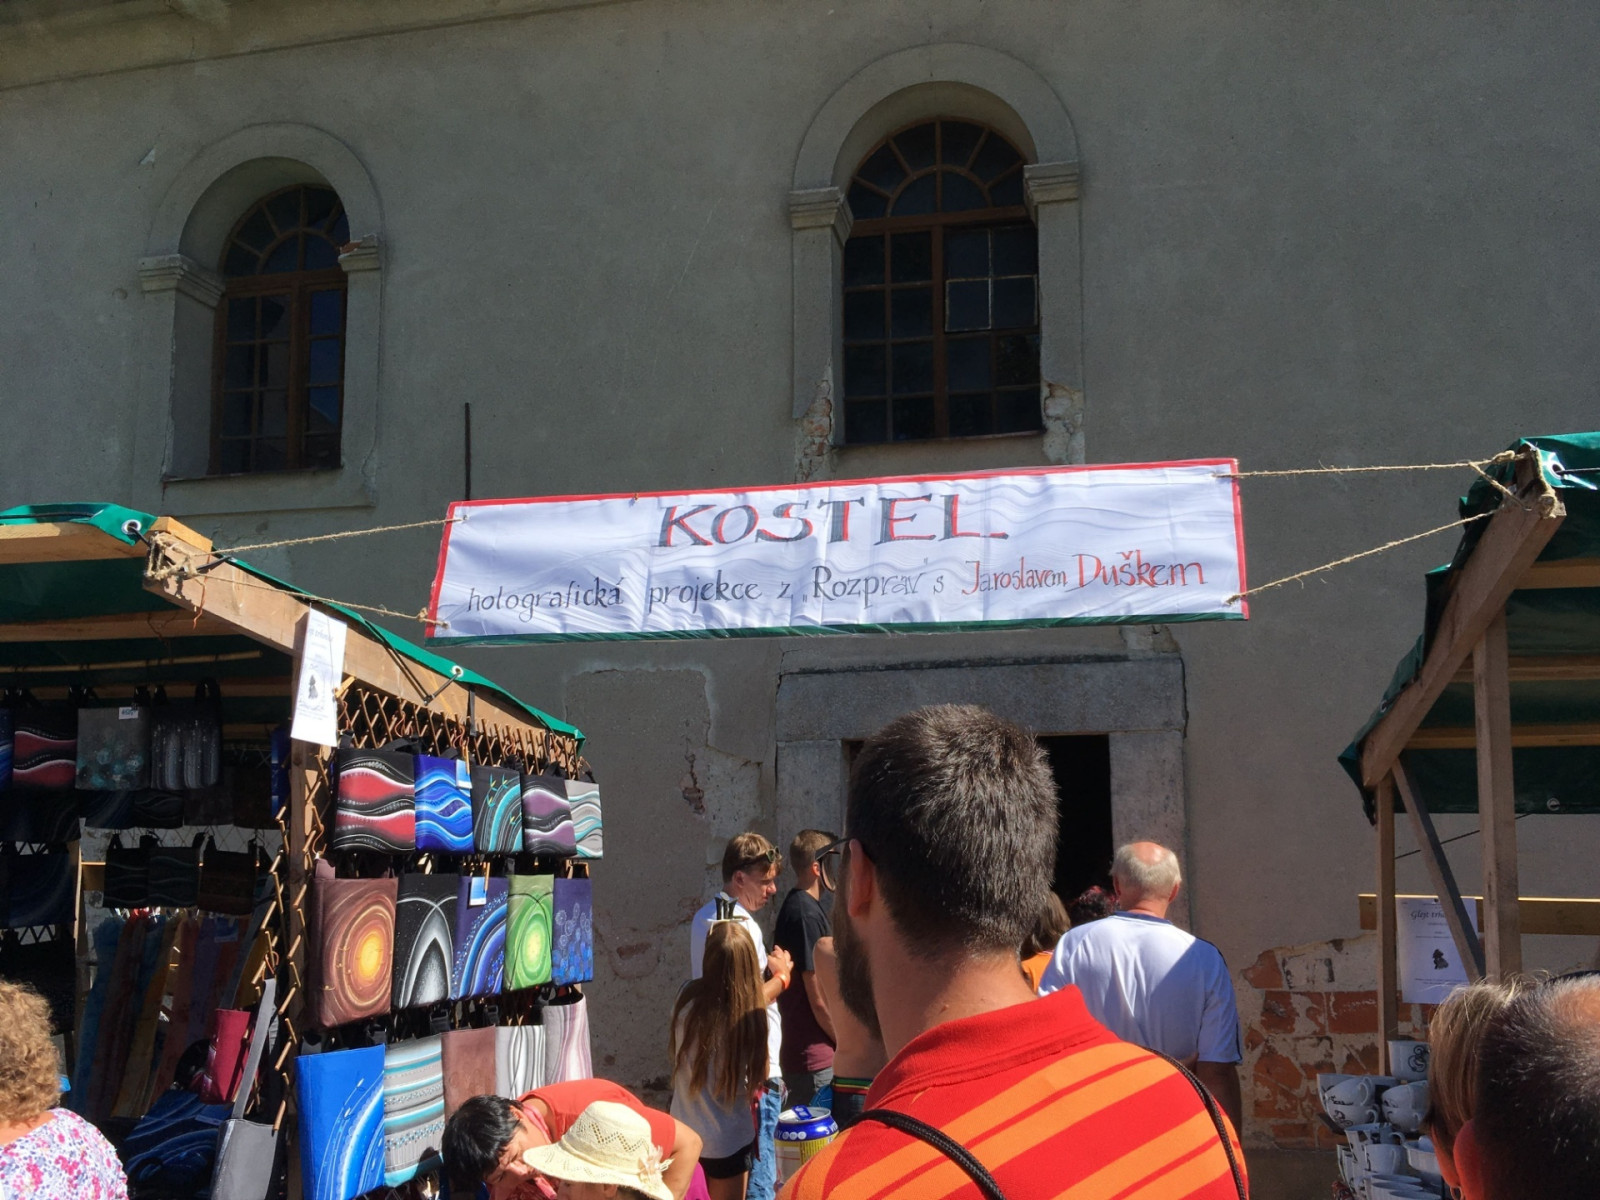 KOSTEL
holografická projekce z „Rozprav" s Jaroslavem Duškem